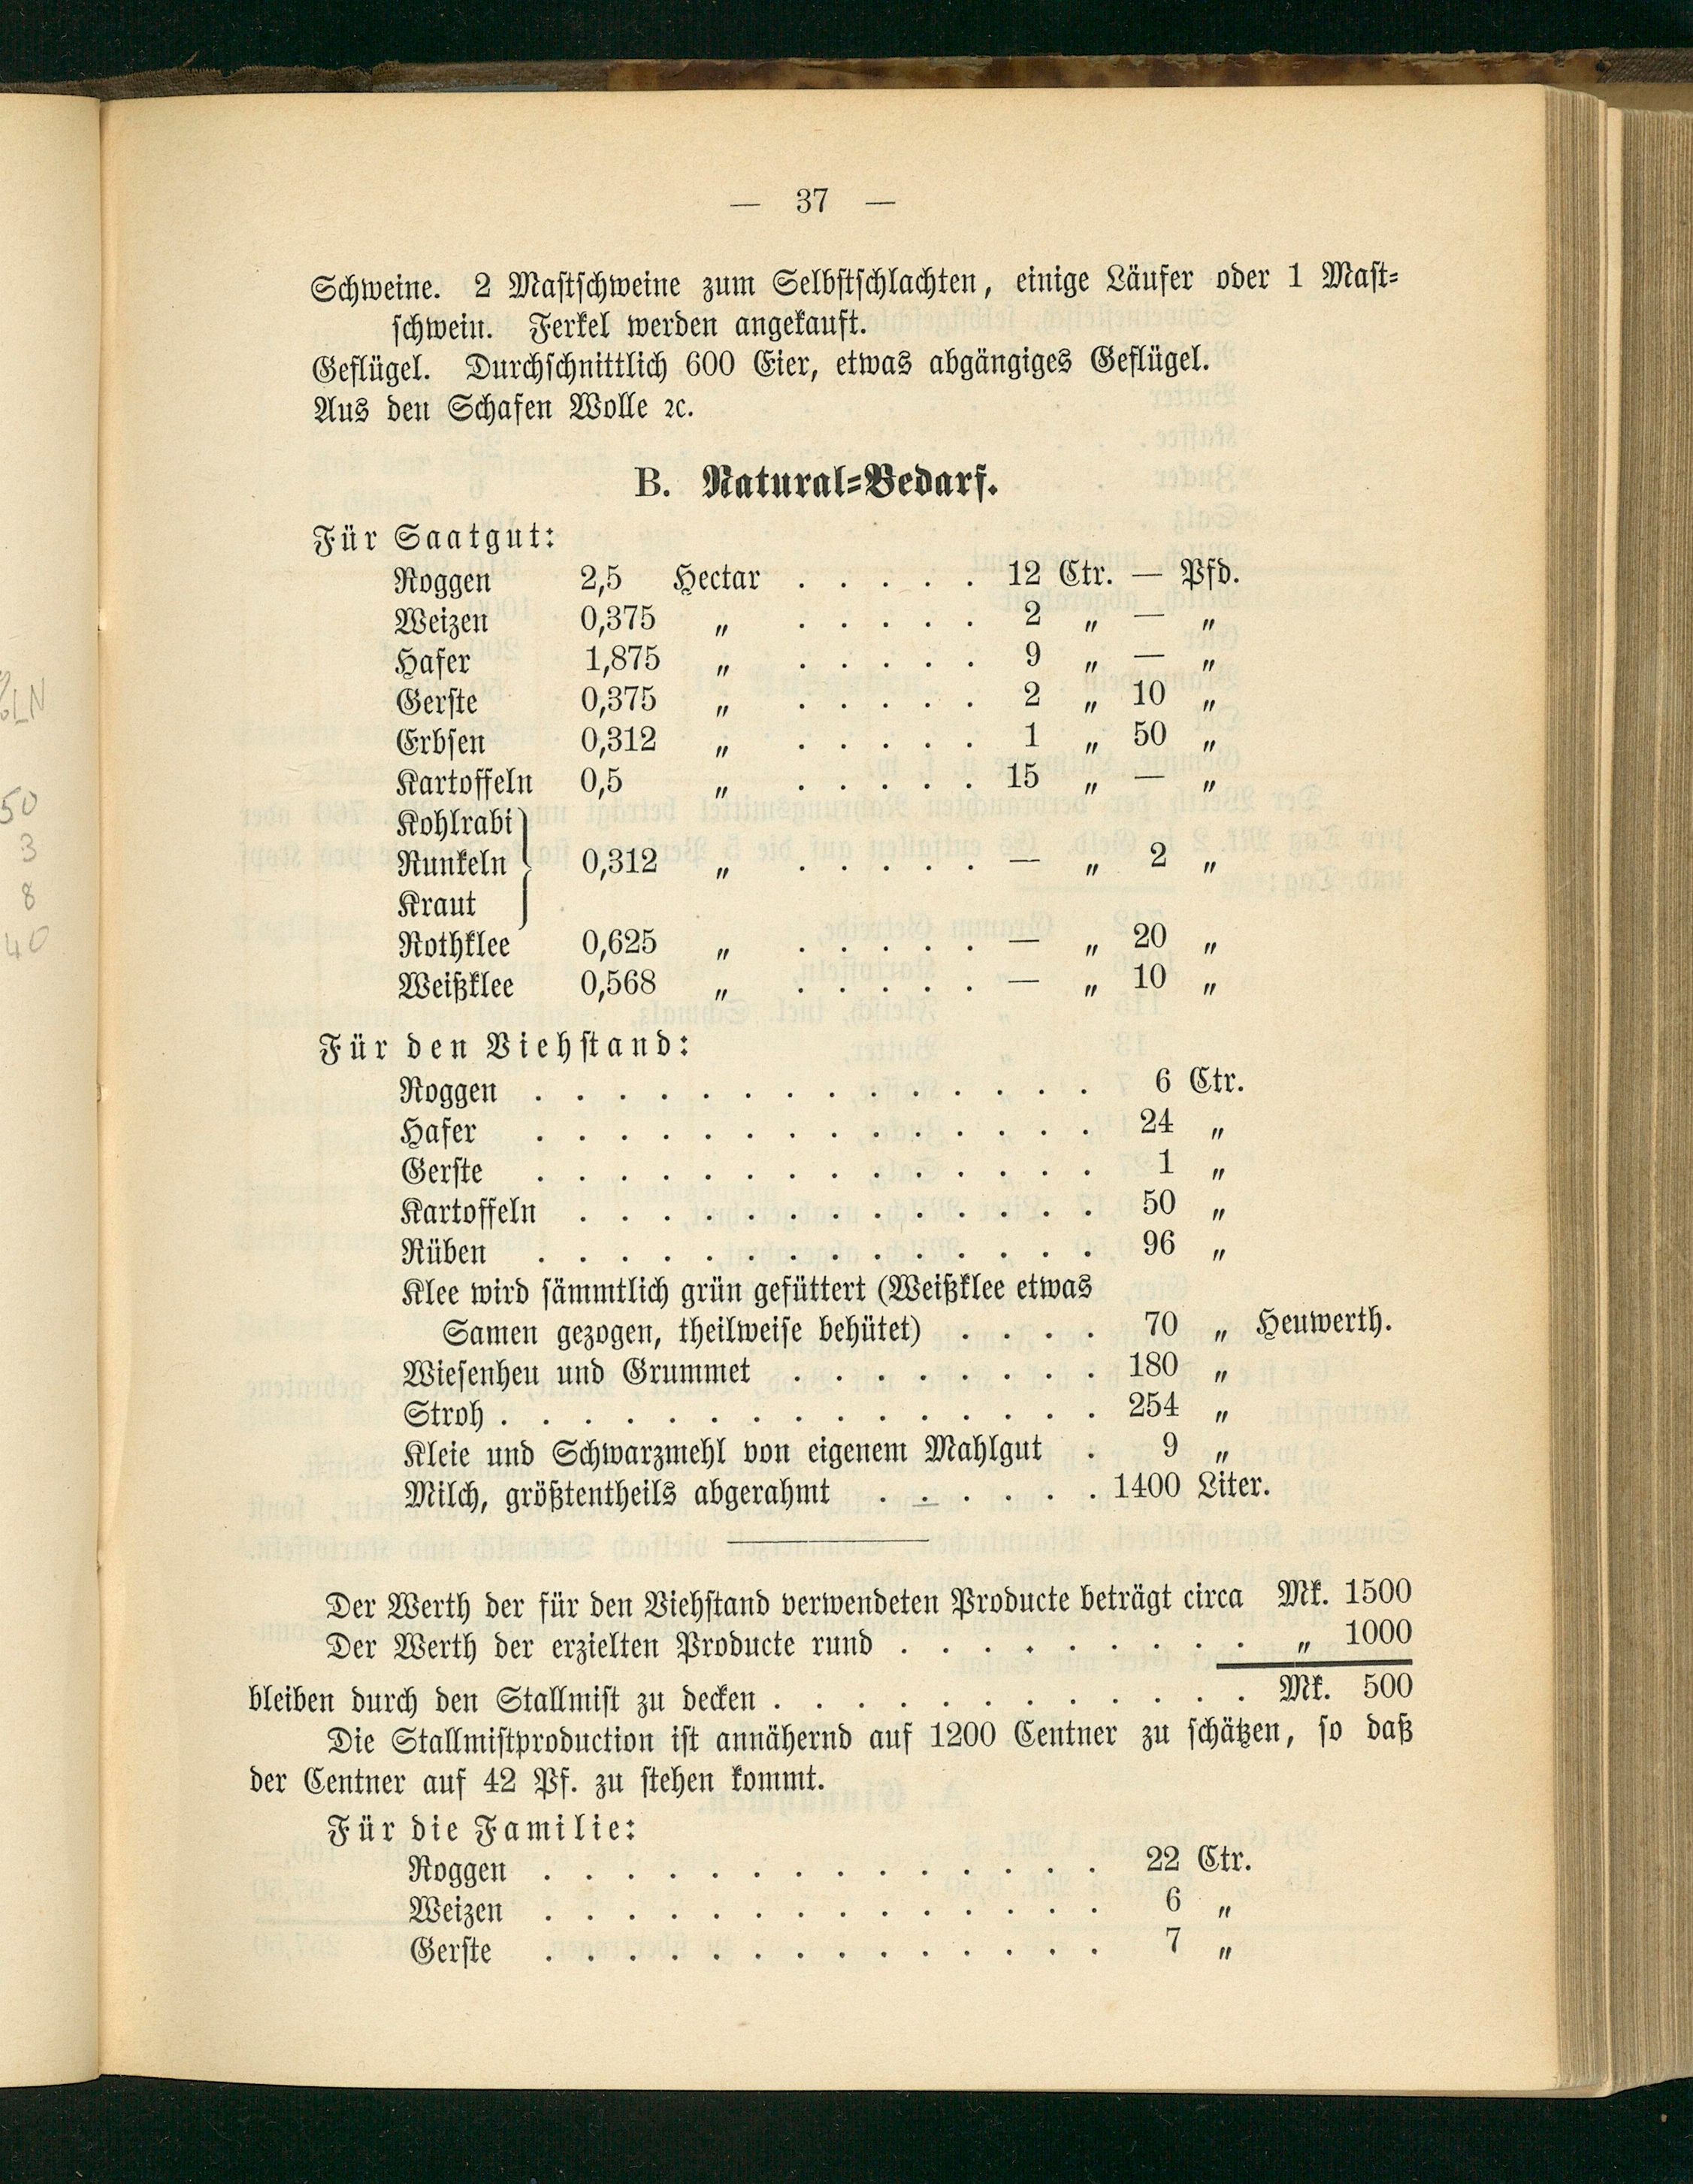 — 37 —
Schweine. 2 Mastschweine zum Selbstschlachten, einige Läufer oder 1 Mast-
schwein. Ferkel werden angekauft.
Geflügel. Durchschnittlich 600 Eier, etwas abgängiges Geflügel.
Aus den Schafen Wolle ꝛc.
B. Natural-Bedarf.
Für Saatgut:
Roggen 2,5 Hectar . . . . . 12 Ctr. — Pfd.
Weizen 0,375 „ . . . . . 2 „ — „
Hafer 1,875 „ . . . . . 9 „ — „
Gerste 0,375 „ . . . . . 2 „ 10 „
Erbsen 0,312 „ . . . . . 1 „ 50 „
Kartoffeln 0,5 „ . . . . . 15 „ — „
Kohlrabi
Runkeln } 0,312 „ . . . . . — „ 2 „
Kraut
Rothklee 0,625 „ . . . . . — „ 20 „
Weißklee 0,568 „ . . . . . — „ 10 „
Für den Viehstand:
Roggen . . . . . . . . . . . . . . 6 Ctr.
Hafer . . . . . . . . . . . . . . 24 „
Gerste . . . . . . . . . . . . . . 1 „
Kartoffeln . . . . . . . . . . . . . 50 „
Rüben . . . . . . . . . . . . . . 96 „
Klee wird sämmtlich grün gefüttert (Weißklee etwas
Samen gezogen, theilweise behütet) . . . . 70 „ Heuwerth.
Wiesenheu und Grummet . . . . . . . . 180 „
Stroh . . . . . . . . . . . . . . . 254 „
Kleie und Schwarzmehl von eigenem Mahlgut . 9 „
Milch, größtentheils abgerahmt . . . . . . 1400 Liter.
Der Werth der für den Viehstand verwendeten Producte beträgt circa Mk. 1500
Der Werth der erzielten Producte rund . . . . . . . . . „ 1000
bleiben durch den Stallmist zu decken . . . . . . . . . . . . Mk. 500
Die Stallmistproduction ist annähernd auf 1200 Centner zu schätzen, so daß
der Centner auf 42 Pf. zu stehen kommt.
Für die Familie:
Roggen . . . . . . . . . . . . . . 22 Ctr.
Weizen . . . . . . . . . . . . . . 6 „
Gerste . . . . . . . . . . . . . . 7 „
50
3
8
40